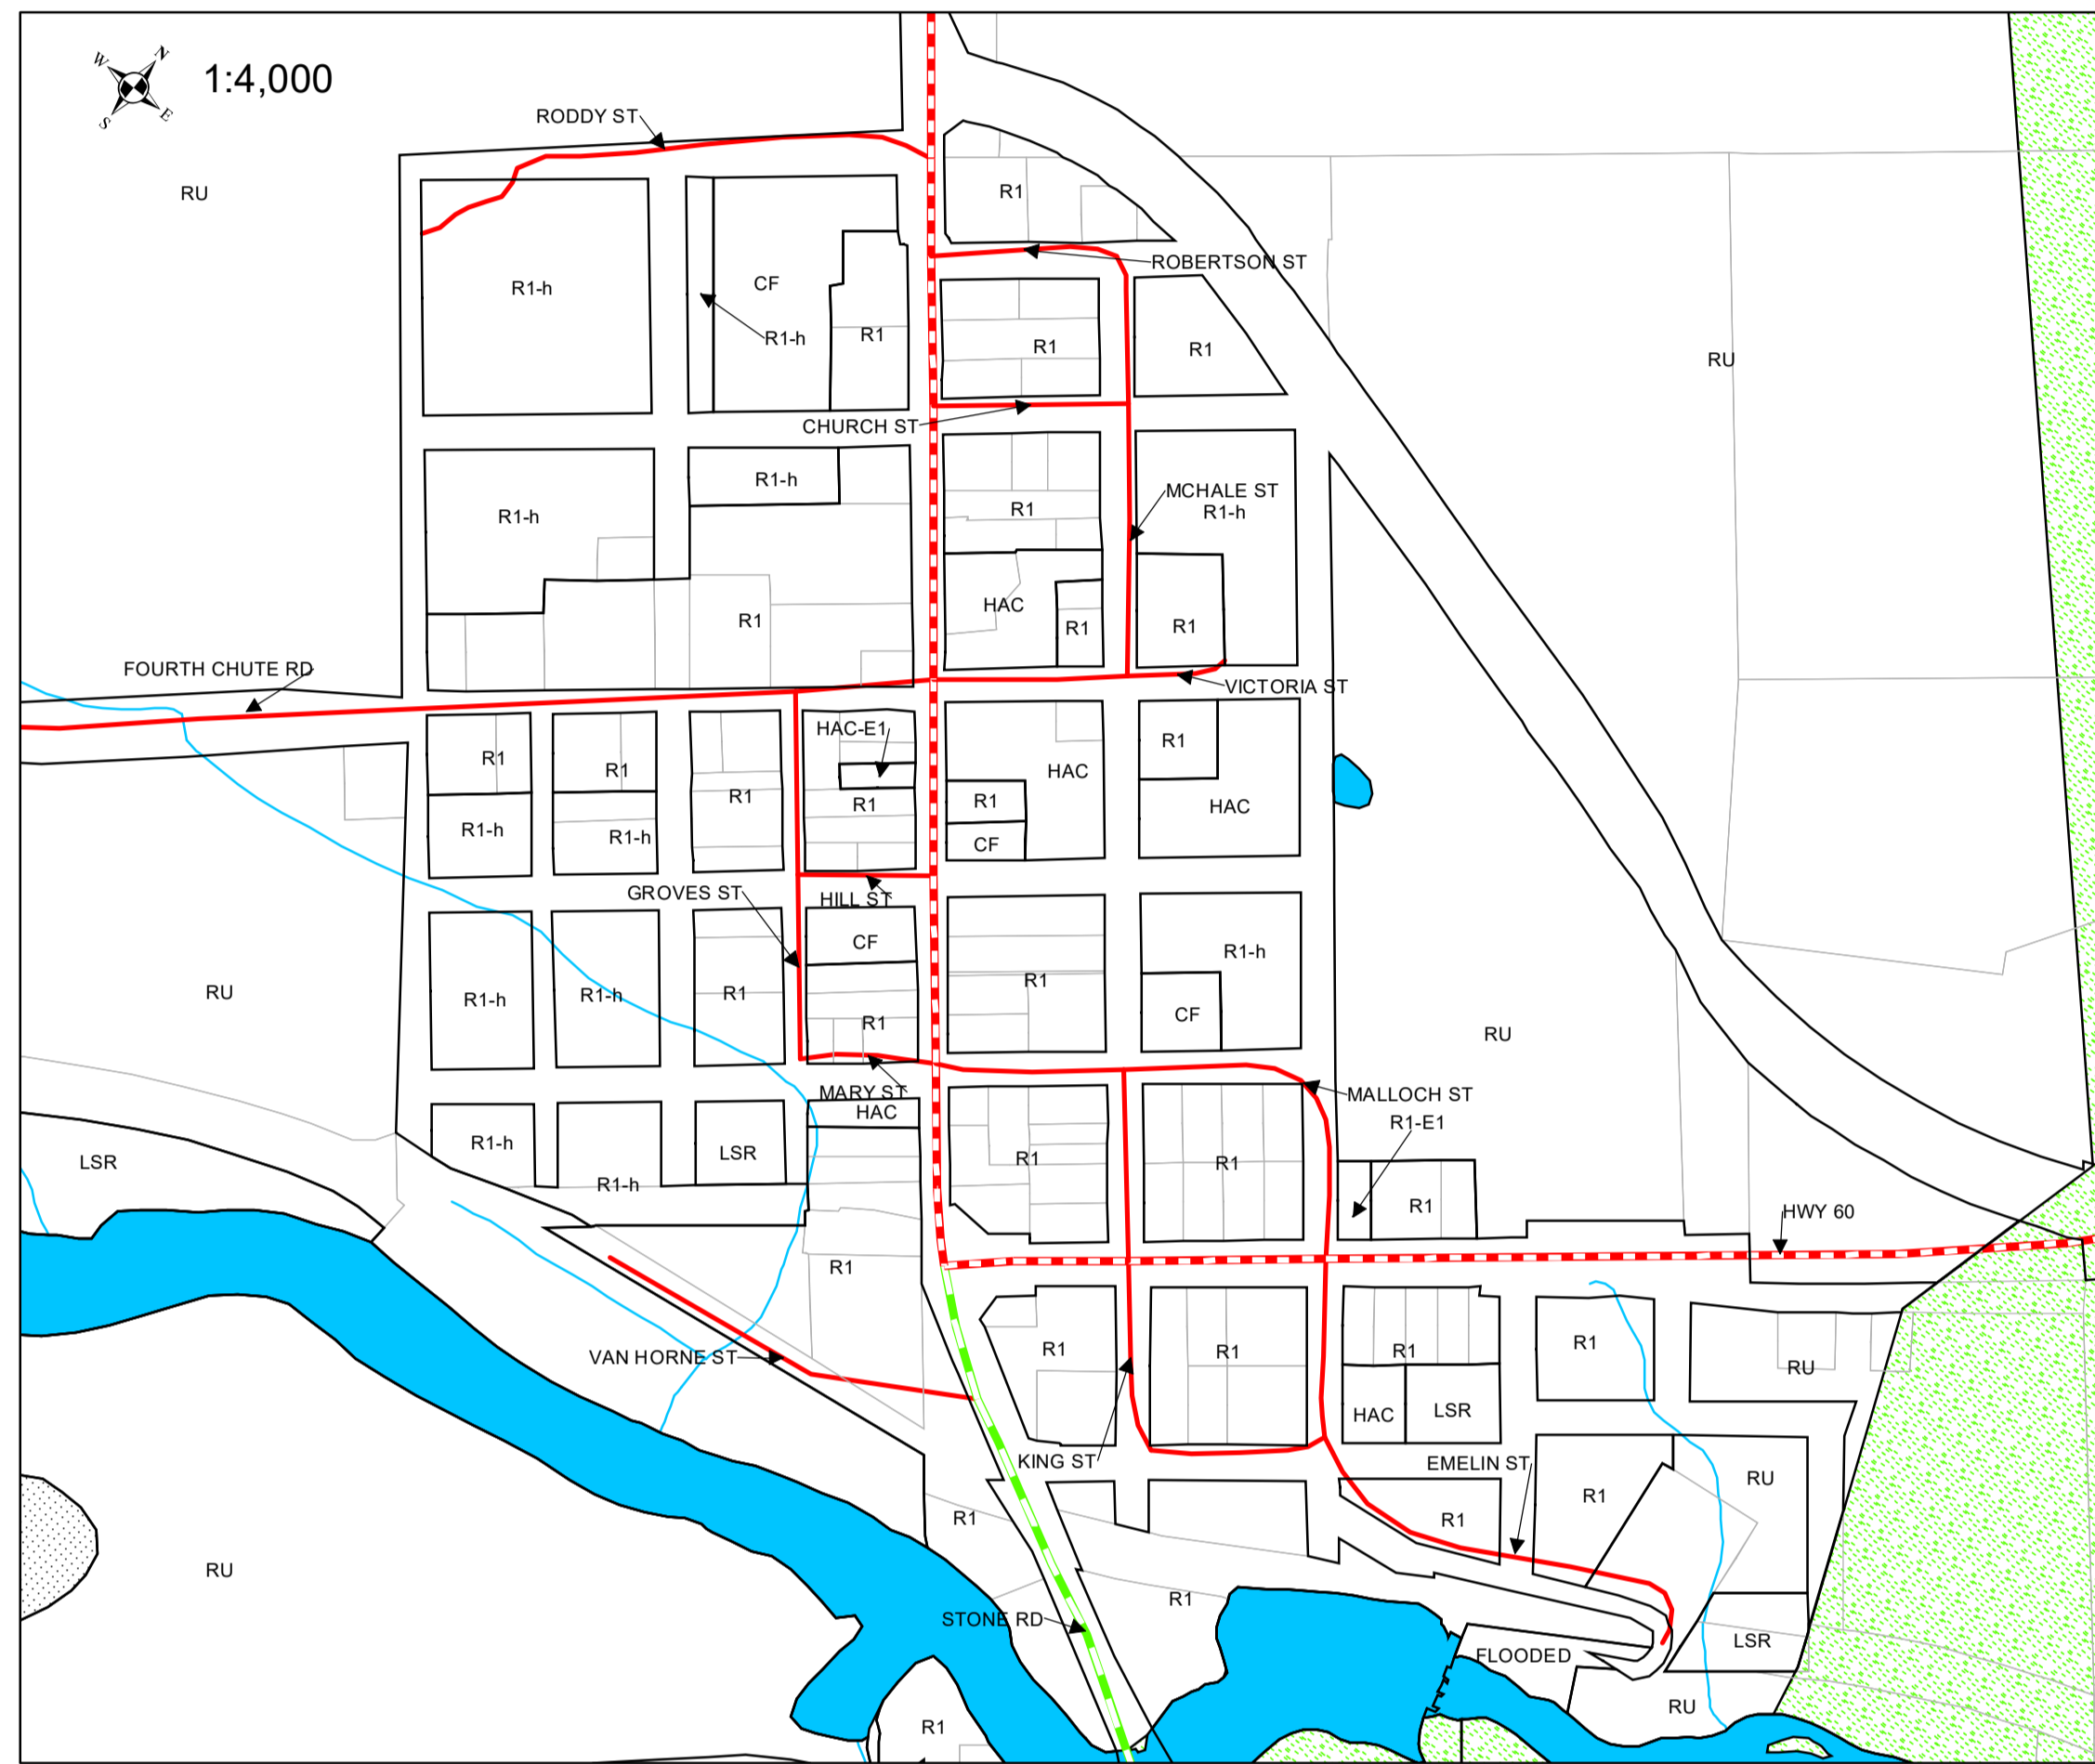 W N
S E
1:4,000
RODDY ST
RU
R1
ROBERTSON ST
R1-h
CF
R1-h
R1
R1
R1
RU
CHURCH ST
R1-h
R1-h
R1
MCHALE ST
R1-h
HAC
R1
R1
R1
FOURTH CHUTE RD
VICTORIA ST
HAC-E1
R1
R1
R1
R1
R1
HAC
R1
HAC
R1-h
R1-h
CF
GROVES ST
HILL ST
CF
R1-h
RU
R1-h
R1-h
R1
R1
R1
CF
RU
MARY ST
HAC
MALLOCH ST
R1-E1
LSR
R1-h
R1-h
LSR
R1
R1
R1
HWY 60
R1
VAN HORNE ST
R1
R1
R1
R1
RU
HAC
LSR
KING ST
EMELIN ST
RU
R1
R1
R1
RU
STONE RD
R1
FLOODED
LSR
RU
R1